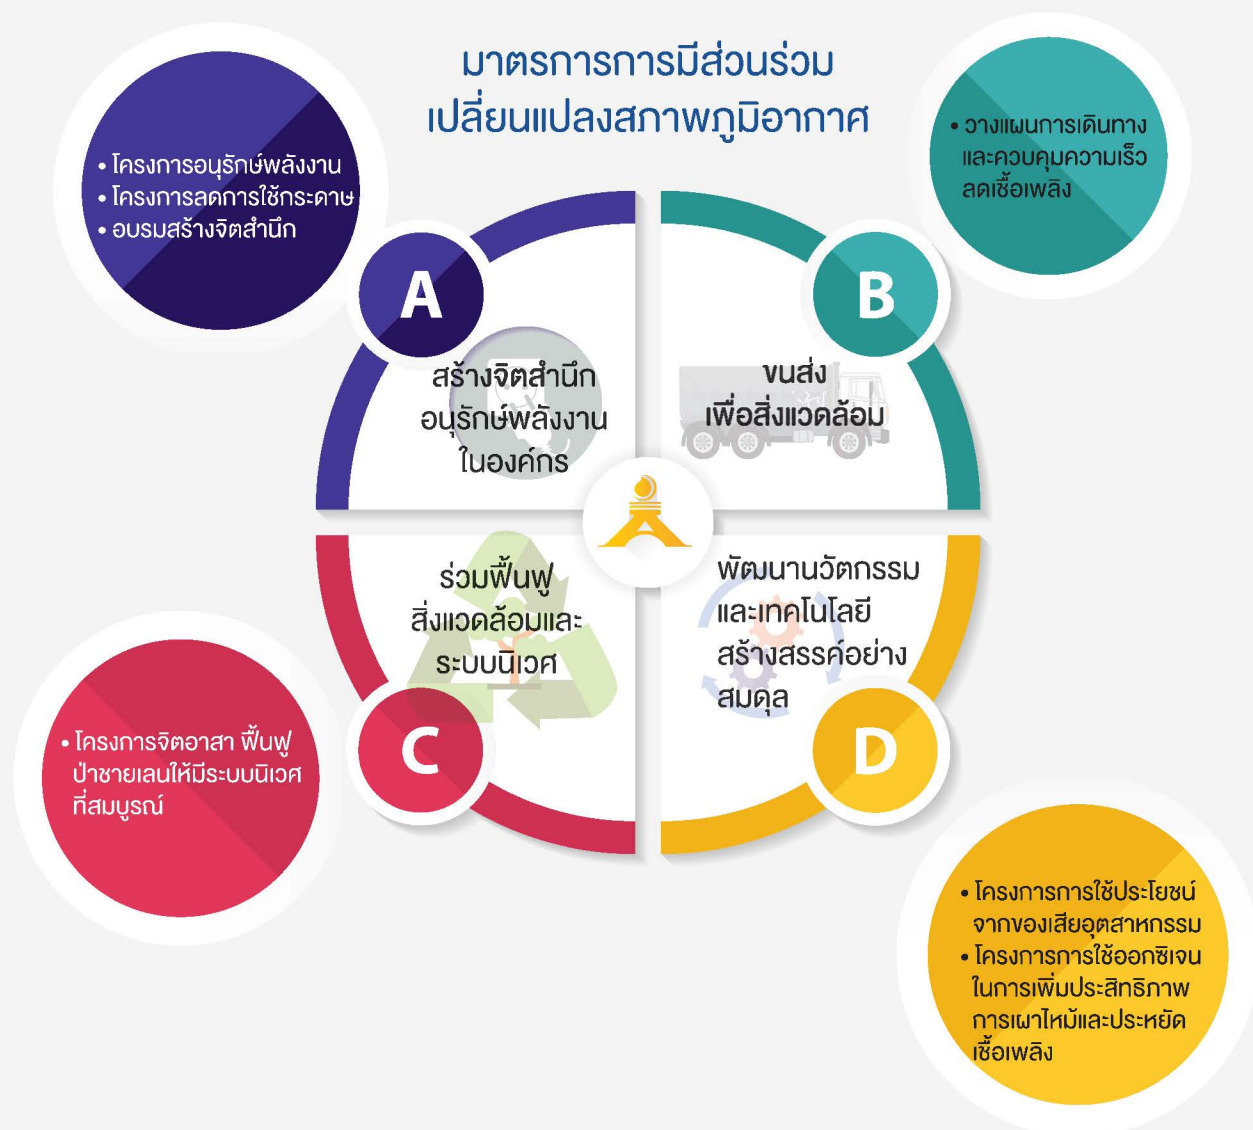 มาตรการการมีส่วนร่วม
เปลี่ยนแปลงสภาพภูมิอากาศ
• โครงการอนุรักษ์พลังงาน
• โครงการลดการใช้กระดาษ
• อบรมสร้างจิตสำนึก
A
สร้างจิตสำนึก
อนุรักษ์พลังงาน
ในองค์กร
• วางแผนการเดินทาง
และควบคุมความเร็ว
ลดเชื้อเพลิง
B
ขนส่ง
เพื่อสิ่งแวดล้อม
ร่วมฟื้นฟู
สิ่งแวดล้อมและ
ระบบนิเวศ
C
• โครงการจิตอาสา ฟื้นฟู
ป่าชายเลนให้มีระบบนิเวศ
ที่สมบูรณ์
พัฒนานวัตกรรม
และเทคโนโลยี
สร้างสรรค์อย่าง
สมดุล
D
• โครงการการใช้ประโยชน์
จากของเสียอุตสาหกรรม
• โครงการการใช้ออกซิเจน
ในการเพิ่มประสิทธิภาพ
การเผาไหม้และประหยัด
เชื้อเพลิง